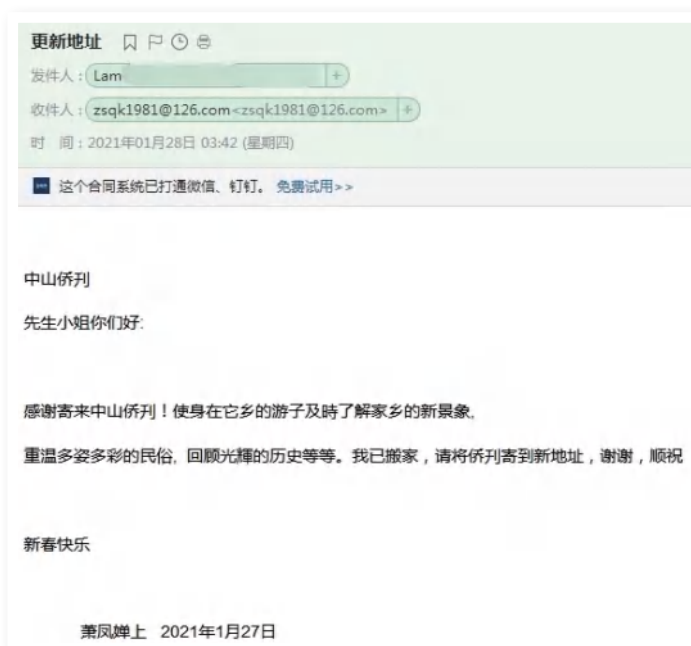 更新地址
发件人：Lam +
收件人：zsqk1981@126.com<zsqk1981@126.com> +
时 间：2021年01月28日 03:42 (星期四)
这个合同系统已打通微信、钉钉。 免费试用>>
中山侨刊
先生小姐你们好:
感谢寄来中山侨刊！使身在它乡的游子及時了解家乡的新景象,
重温多姿多彩的民俗, 回顾光輝的历史等等。我已搬家，请将侨刊寄到新地址，谢谢，顺祝
新春快乐
萧凤婵上 2021年1月27日